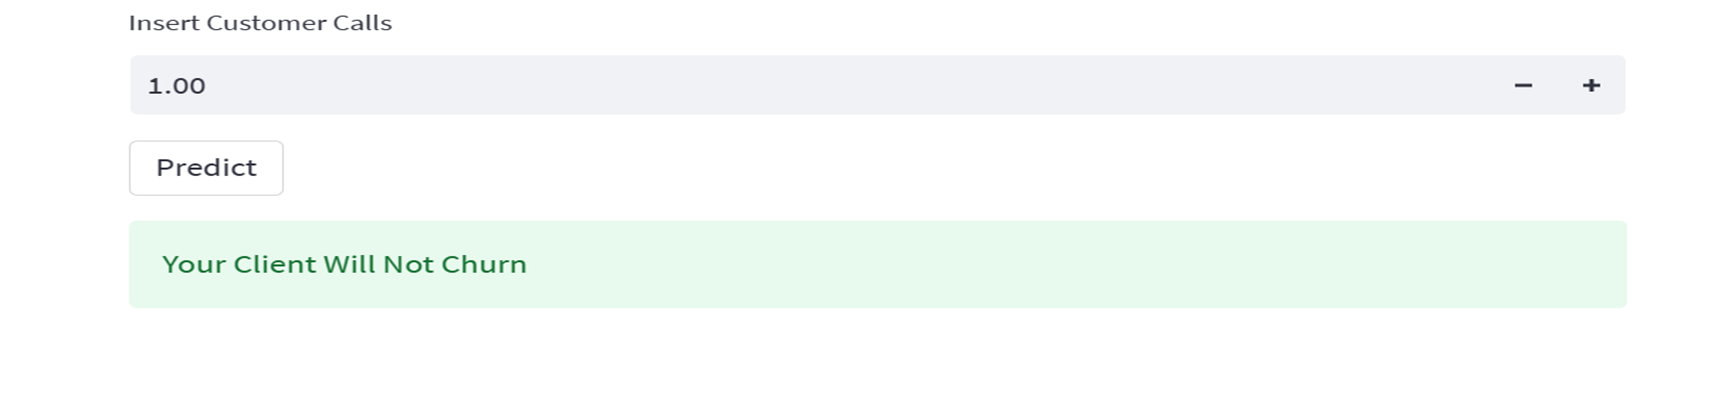 Insert Customer Calls
1.00 − +
Predict
Your Client Will Not Churn